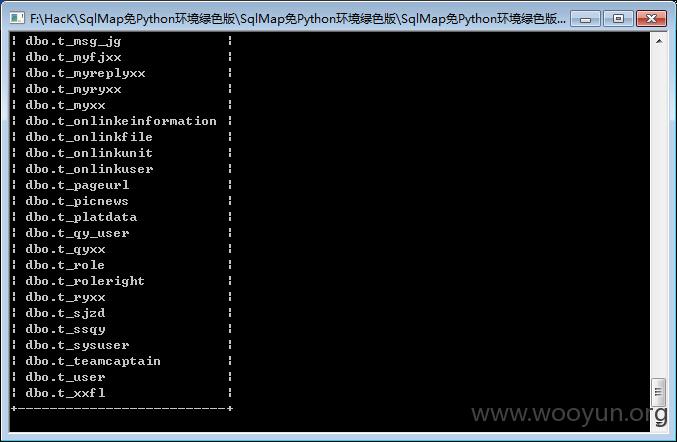 F:\HacK\SqlMap免Python环境绿色版\SqlMap免Python环境绿色版\SqlMap免Python环境绿色版...
¦ dbo.t_msg_jg ¦
¦ dbo.t_myfjxx ¦
¦ dbo.t_myreplyxx ¦
¦ dbo.t_myryxx ¦
¦ dbo.t_myxx ¦
¦ dbo.t_onlinkeinformation ¦
¦ dbo.t_onlinkfile ¦
¦ dbo.t_onlinkunit ¦
¦ dbo.t_onlinkuser ¦
¦ dbo.t_pageurl ¦
¦ dbo.t_picnews ¦
¦ dbo.t_platdata ¦
¦ dbo.t_qy_user ¦
¦ dbo.t_qyxx ¦
¦ dbo.t_role ¦
¦ dbo.t_roleright ¦
¦ dbo.t_ryxx ¦
¦ dbo.t_sjzd ¦
¦ dbo.t_ssqy ¦
¦ dbo.t_sysuser ¦
¦ dbo.t_teamcaptain ¦
¦ dbo.t_user ¦
¦ dbo.t_xxfl ¦
+--------------------------+
www.wooyun.org